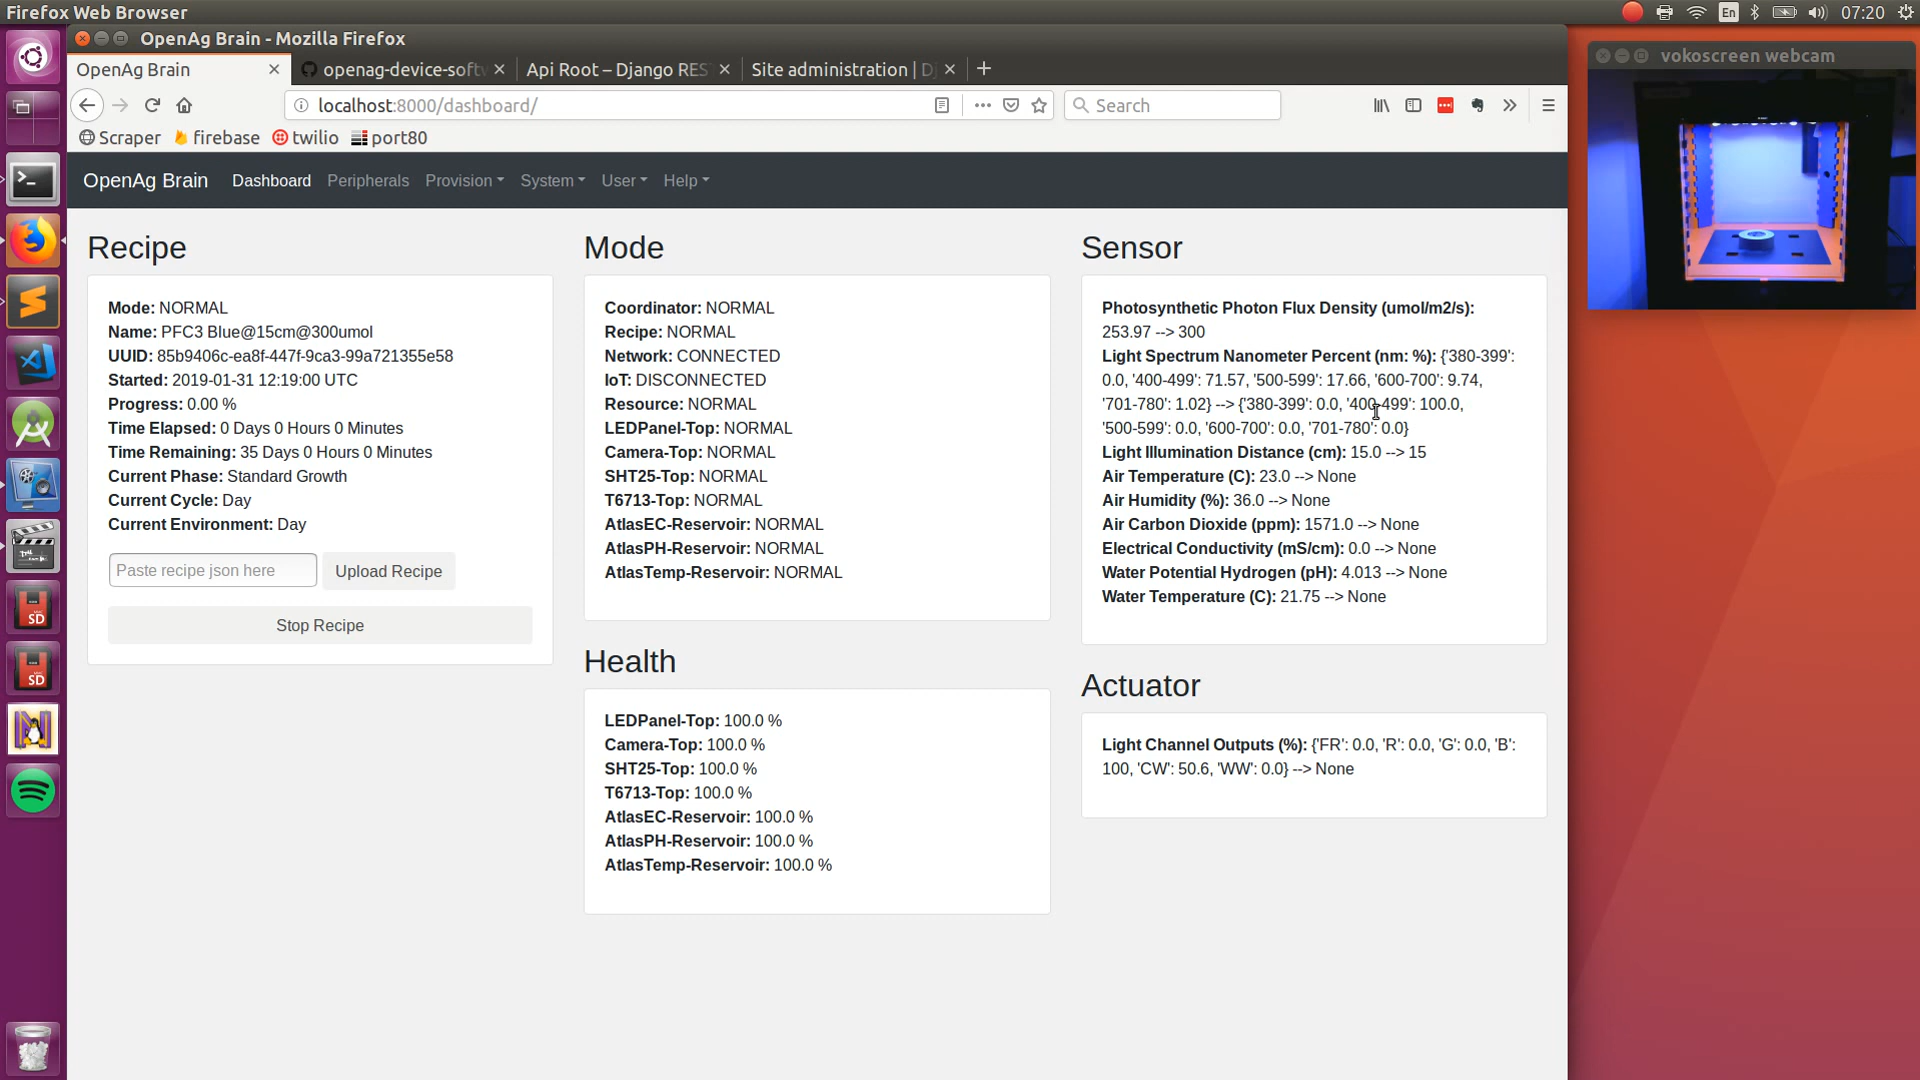 Firefox Web Browser
En
07:20
OpenAg Brain - Mozilla Firefox
vokoscreen webcam
OpenAg Brain
openag-device-softw
Api Root – Django RES
Site administration | Dj
localhost:8000/dashboard/
Search
Scraper
firebase
twilio
port80
OpenAg Brain
Dashboard
Peripherals
Provision
System
User
Help
Recipe
Mode: NORMAL
Name: PFC3 Blue@15cm@300umol
UUID: 85b9406c-ea8f-447f-9ca3-99a721355e58
Started: 2019-01-31 12:19:00 UTC
Progress: 0.00 %
Time Elapsed: 0 Days 0 Hours 0 Minutes
Time Remaining: 35 Days 0 Hours 0 Minutes
Current Phase: Standard Growth
Current Cycle: Day
Current Environment: Day
Paste recipe json here
Upload Recipe
Stop Recipe
Mode
Coordinator: NORMAL
Recipe: NORMAL
Network: CONNECTED
IoT: DISCONNECTED
Resource: NORMAL
LEDPanel-Top: NORMAL
Camera-Top: NORMAL
SHT25-Top: NORMAL
T6713-Top: NORMAL
AtlasEC-Reservoir: NORMAL
AtlasPH-Reservoir: NORMAL
AtlasTemp-Reservoir: NORMAL
Health
LEDPanel-Top: 100.0 %
Camera-Top: 100.0 %
SHT25-Top: 100.0 %
T6713-Top: 100.0 %
AtlasEC-Reservoir: 100.0 %
AtlasPH-Reservoir: 100.0 %
AtlasTemp-Reservoir: 100.0 %
Sensor
Photosynthetic Photon Flux Density (umol/m2/s):
253.97 --> 300
Light Spectrum Nanometer Percent (nm: %): {'380-399':
0.0, '400-499': 71.57, '500-599': 17.66, '600-700': 9.74,
'701-780': 1.02} --> {'380-399': 0.0, '400-499': 100.0,
'500-599': 0.0, '600-700': 0.0, '701-780': 0.0}
Light Illumination Distance (cm): 15.0 --> 15
Air Temperature (C): 23.0 --> None
Air Humidity (%): 36.0 --> None
Air Carbon Dioxide (ppm): 1571.0 --> None
Electrical Conductivity (mS/cm): 0.0 --> None
Water Potential Hydrogen (pH): 4.013 --> None
Water Temperature (C): 21.75 --> None
Actuator
Light Channel Outputs (%): {'FR': 0.0, 'R': 0.0, 'G': 0.0, 'B':
100, 'CW': 50.6, 'WW': 0.0} --> None
SD
SD